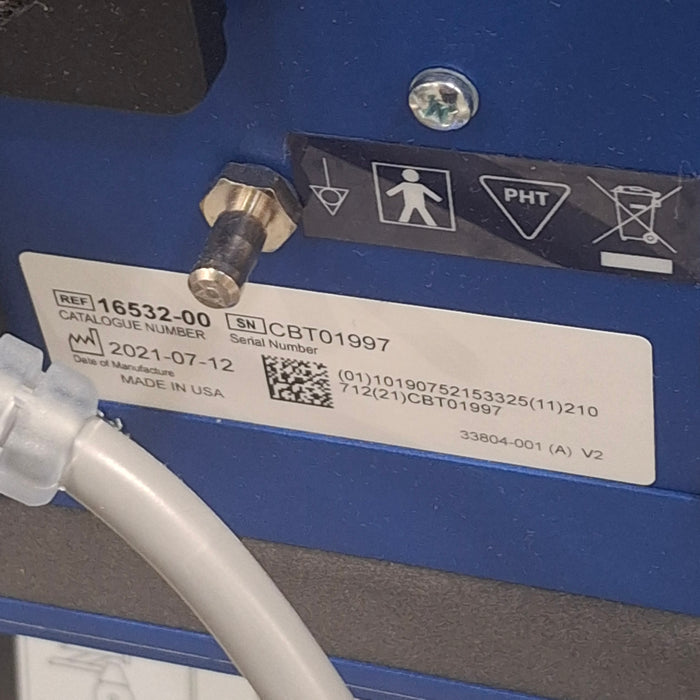 PHT
REF 16532-00 SN CBT01997
CATALOGUE NUMBER Serial Number
2021-07-12
Date of Manufacture
MADE IN USA
(01)10190752153325(11)210
712(21)CBT01997
33804-001 (A) V2